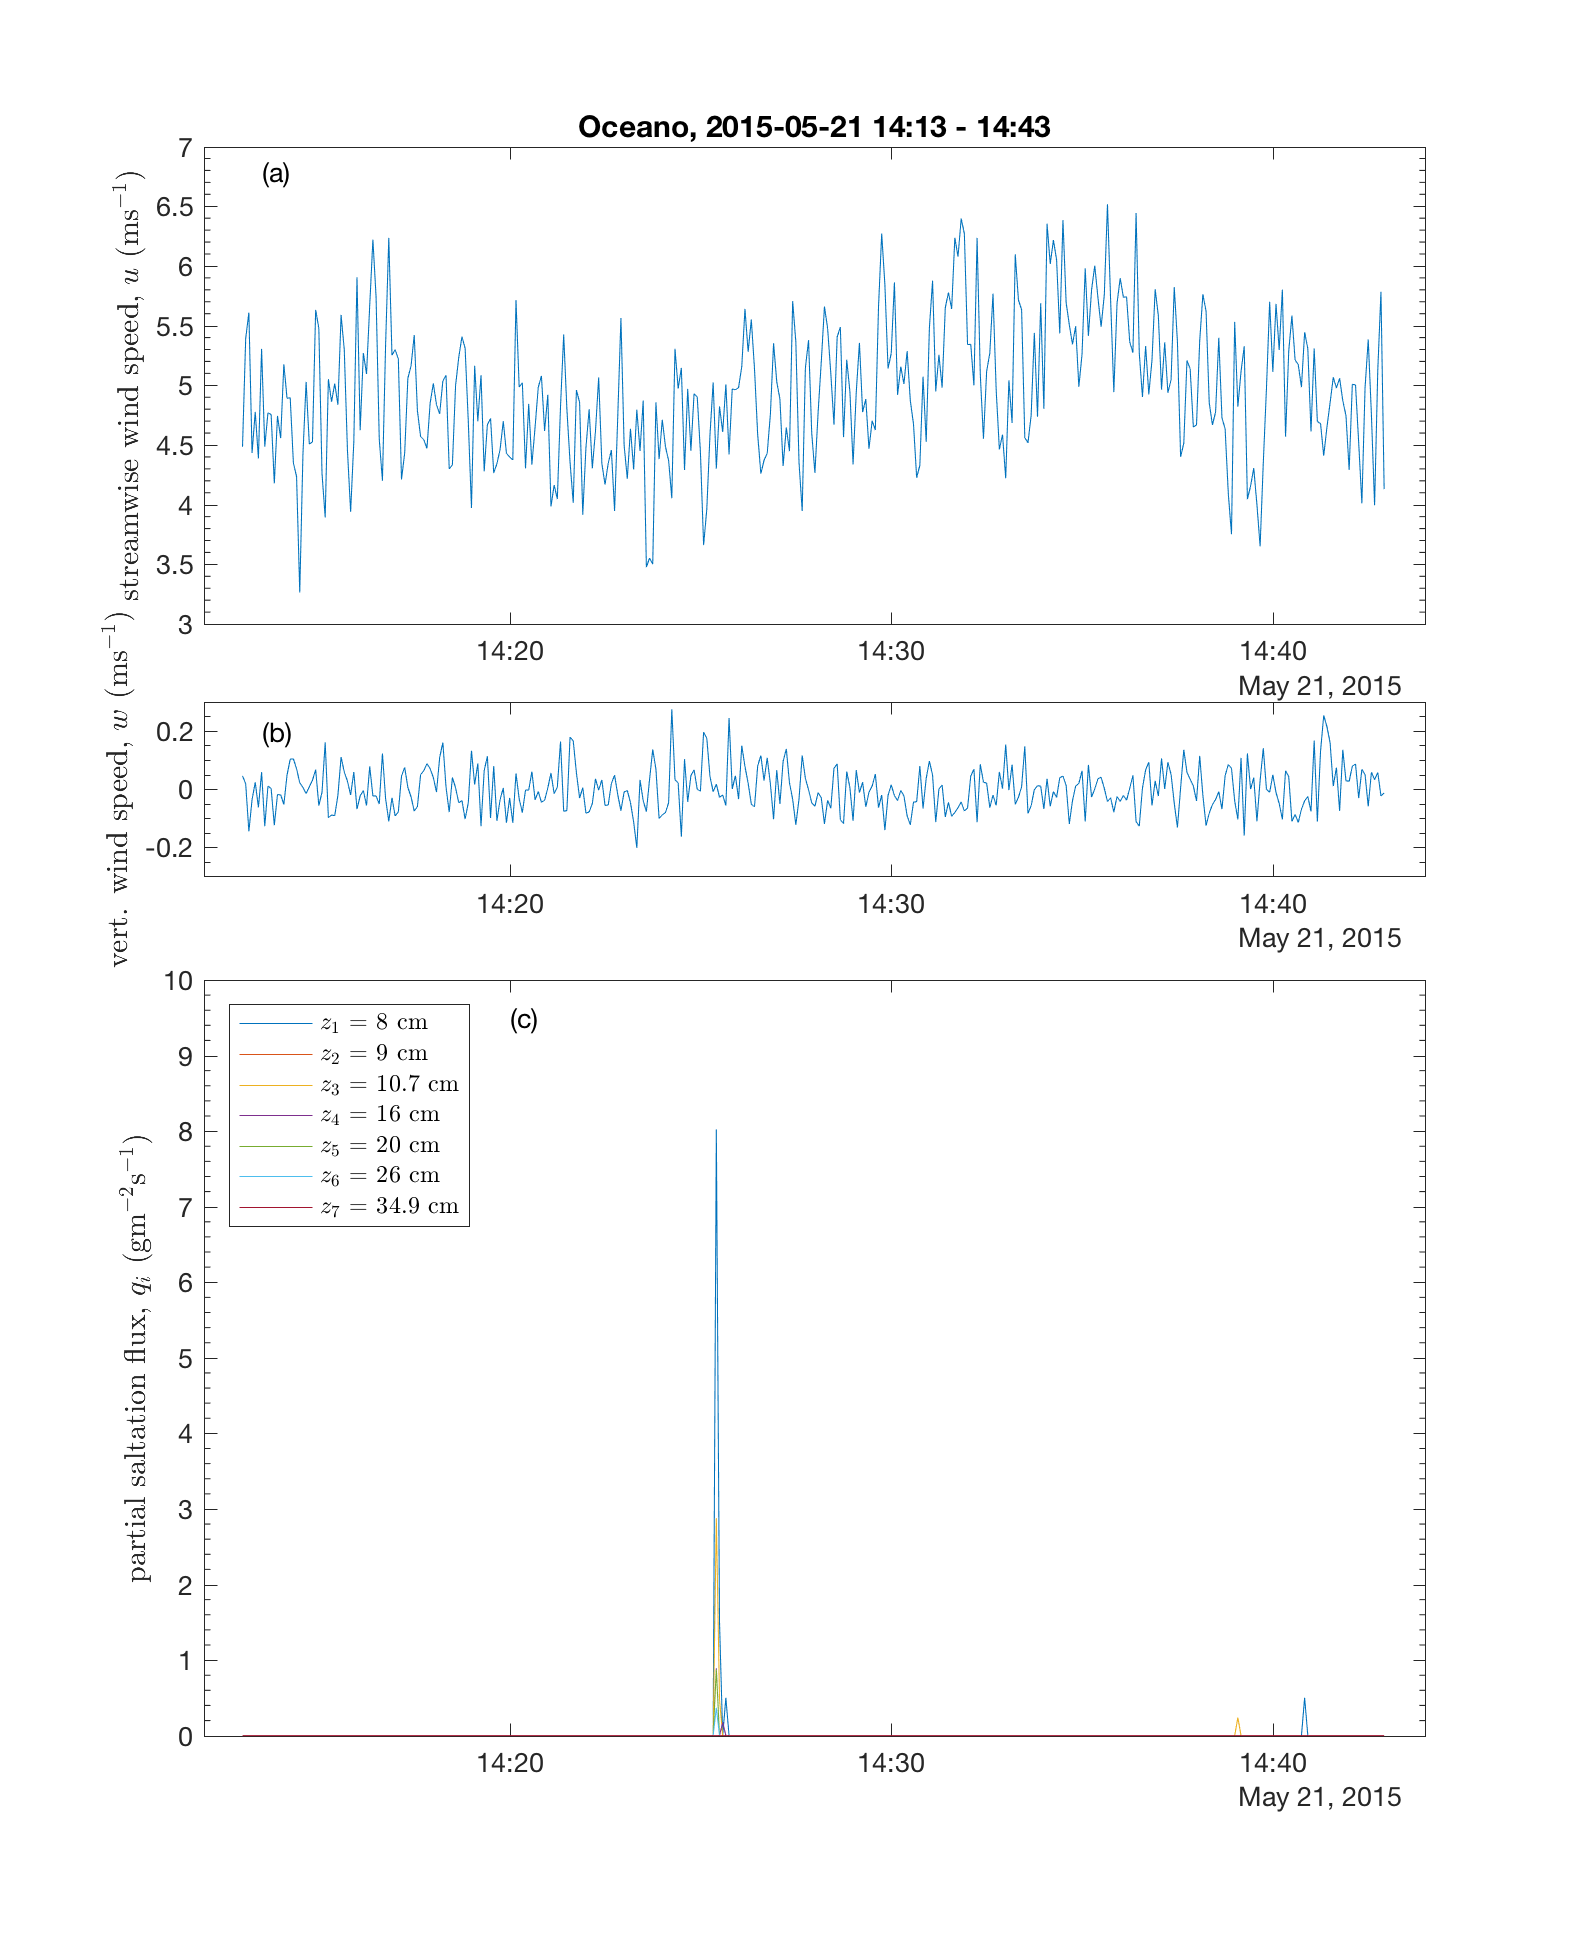 Oceano, 2015-05-21 14:13 - 14:43
(a)
streamwise wind speed, u (ms⁻¹)
7
6.5
6
5.5
5
4.5
4
3.5
3
14:20 14:30 14:40
May 21, 2015
(b)
vert. wind speed, w (ms⁻¹)
0.2
0
-0.2
14:20 14:30 14:40
May 21, 2015
(c)
partial saltation flux, qᵢ (gm⁻²s⁻¹)
10
9
8
7
6
5
4
3
2
1
0
z₁ = 8 cm
z₂ = 9 cm
z₃ = 10.7 cm
z₄ = 16 cm
z₅ = 20 cm
z₆ = 26 cm
z₇ = 34.9 cm
14:20 14:30 14:40
May 21, 2015